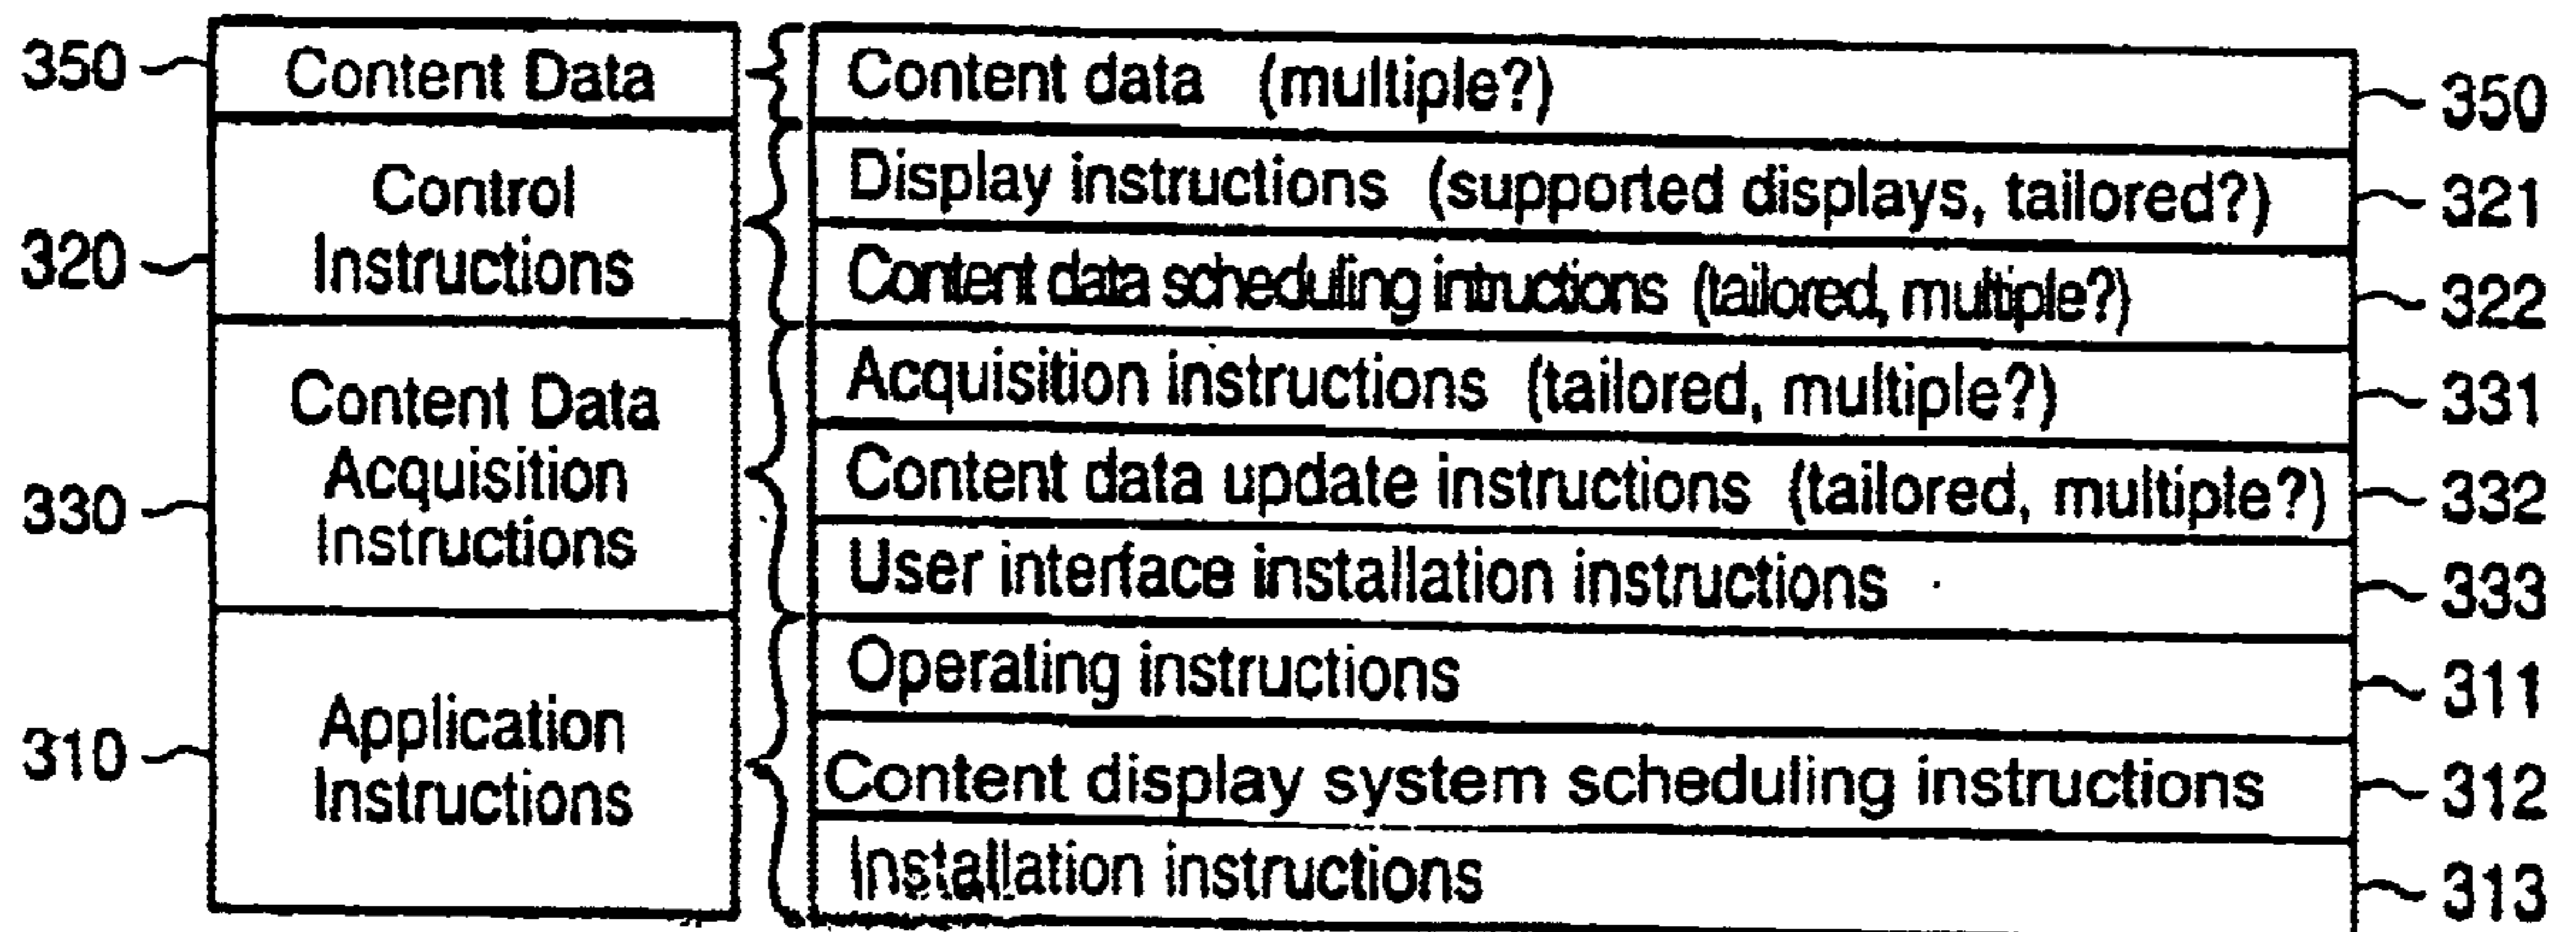 350
Content Data
320
Control
Instructions
330
Content Data
Acquisition
Instructions
310
Application
Instructions
Content data (multiple?)
350
Display instructions (supported displays, tailored?)
321
Content data scheduling intructions (tailored, multiple?)
322
Acquisition instructions (tailored, multiple?)
331
Content data update instructions (tailored, multiple?)
332
User interface installation instructions
333
Operating instructions
311
Content display system scheduling instructions
312
Installation instructions
313